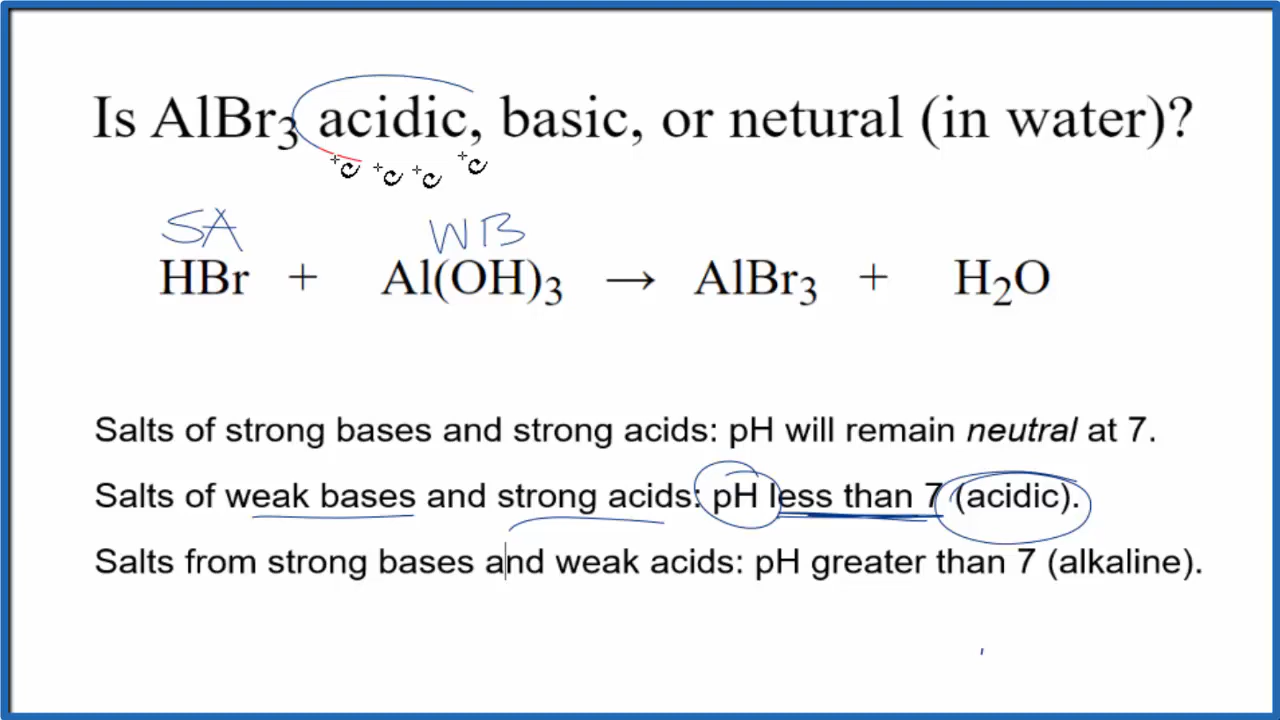 Is AlBr3 acidic, basic, or netural (in water)?
SA WB
HBr + Al(OH)3 → AlBr3 + H2O
Salts of strong bases and strong acids: pH will remain neutral at 7.
Salts of weak bases and strong acids: pH less than 7 (acidic).
Salts from strong bases and weak acids: pH greater than 7 (alkaline).